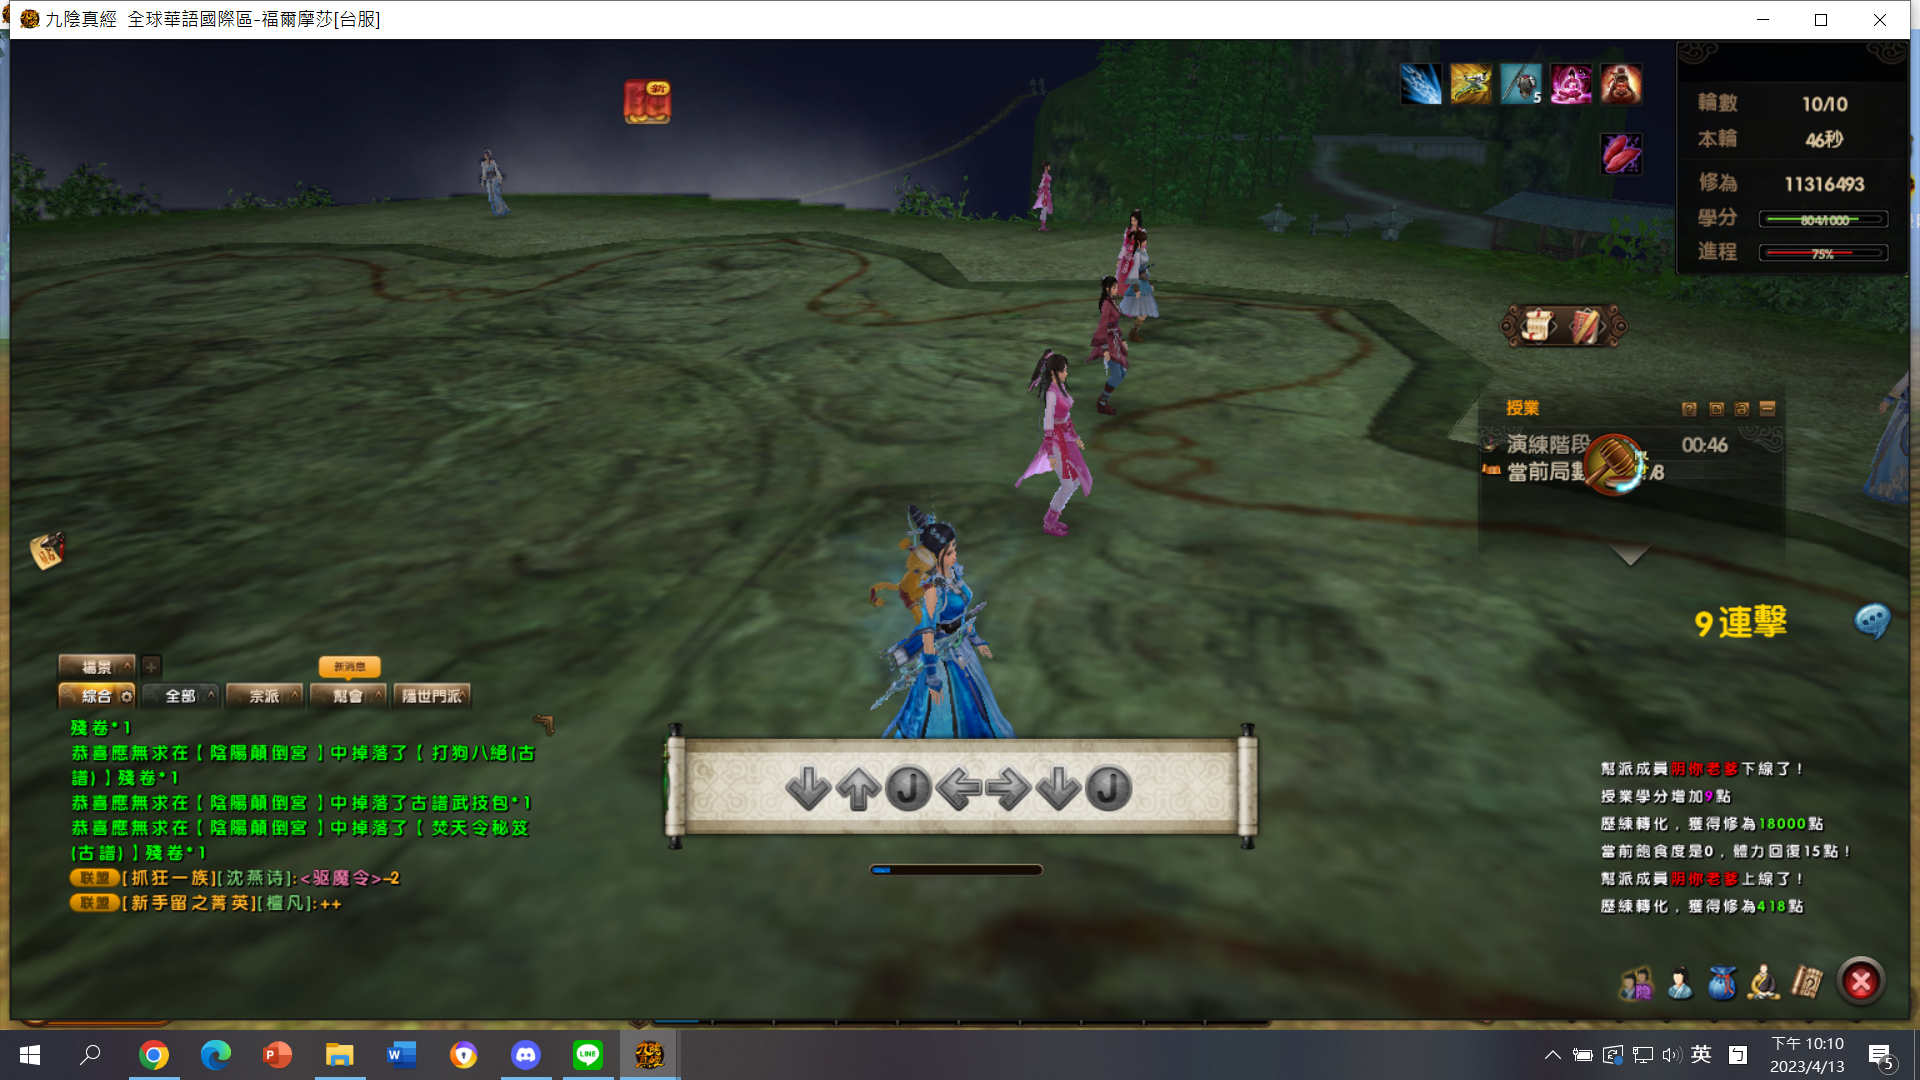 九陰真經 全球華語國際區-福爾摩莎[台服]
新
5
輪數 10/10
本輪 46秒
修為 11316493
學分 804/1000
進程 75%
授業
演練階段 00:46
當前局數 /8
9連擊
場景
新消息
綜合 全部 宗派 幫會 隱世門派
殘卷*1
恭喜應無求在【陰陽顛倒宮】中掉落了【打狗八絕(古
譜)】殘卷*1
恭喜應無求在【陰陽顛倒宮】中掉落了古譜武技包*1
恭喜應無求在【陰陽顛倒宮】中掉落了【焚天令秘笈
(古譜)】殘卷*1
联盟 [抓狂一族][沈燕诗]:<驱魔令>-2
联盟 [新手留之菁英][檀凡]:++
↓↑J←→↓J
幫派成員阴你老爹下線了！
授業學分增加9點
歷練轉化，獲得修為18000點
當前飽食度是0，體力回復15點！
幫派成員阴你老爹上線了！
歷練轉化，獲得修為418點
英
下午 10:10
2023/4/13
5